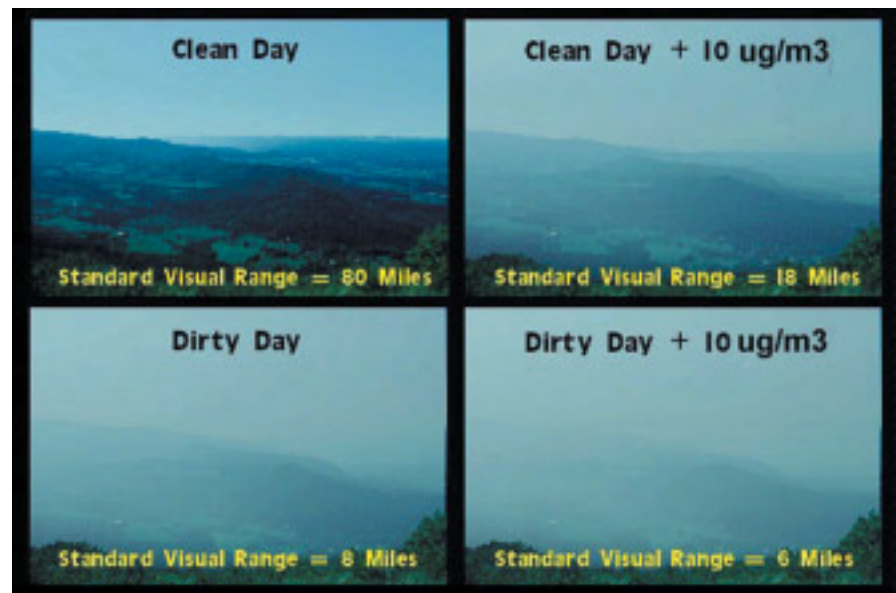 Clean Day
Clean Day + 10 ug/m3
Standard Visual Range = 80 Miles
Standard Visual Range = 18 Miles
Dirty Day
Dirty Day + 10 ug/m3
Standard Visual Range = 8 Miles
Standard Visual Range = 6 Miles